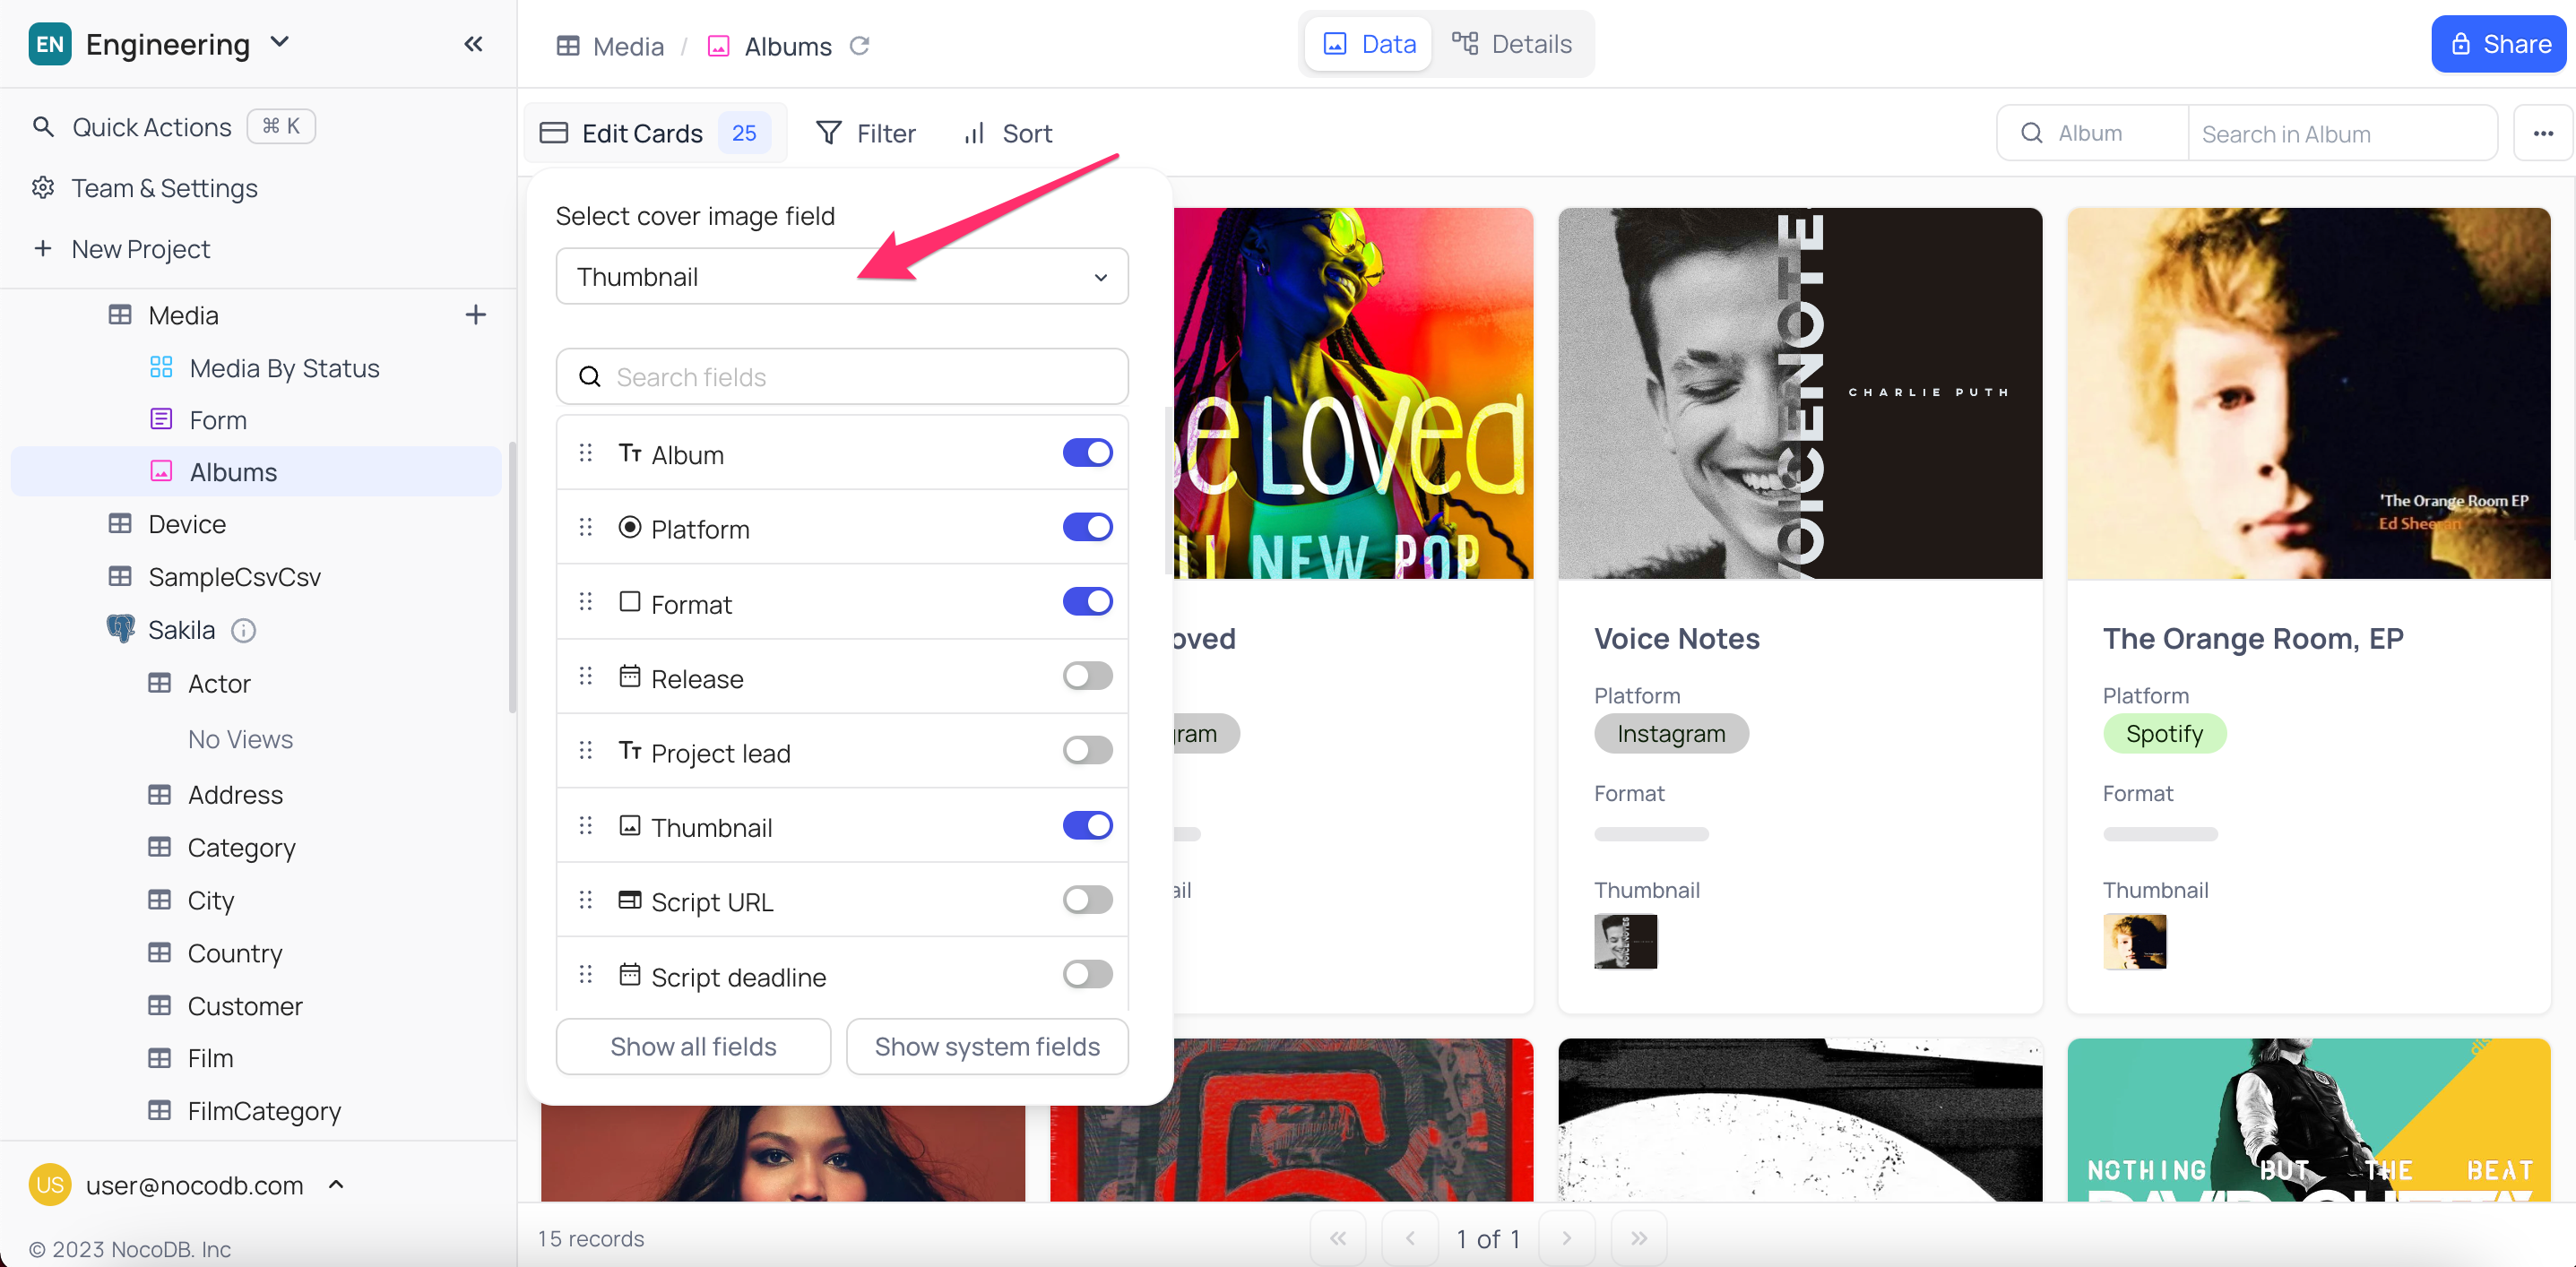 EN Engineering
Quick Actions ⌘ K
Team & Settings
New Project
Media
Media By Status
Form
Albums
Device
SampleCsvCsv
Sakila
Actor
No Views
Address
Category
City
Country
Customer
Film
FilmCategory
US user@nocodb.com
© 2023 NocoDB. Inc
Media / Albums
Data Details
Share
Edit Cards 25 Filter Sort
Album Search in Album
Select cover image field
Thumbnail
Search fields
Album
Platform
Format
Release
Project lead
Thumbnail
Script URL
Script deadline
Show all fields Show system fields
e LOVED
LL NEW POP
oved
ram
ail
VOICENOTE
CHARLIE PUTH
Voice Notes
Platform
Instagram
Format
Thumbnail
'The Orange Room EP
Ed Sheeran
The Orange Room, EP
Platform
Spotify
Format
Thumbnail
NOTHING BUT THE BEAT
15 records
1 of 1